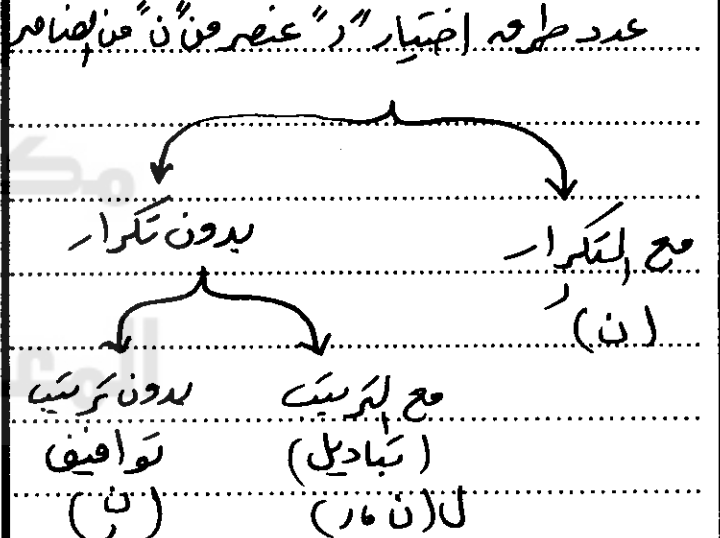 عدد طرق اختيار "ر" عنصر من "ن" من العناصر
مع التكرار
(ن)ر
بدون تكرار
مع الترتيب
(تباديل)
ل(ن،ر)
بدون ترتيب
توافيق
(ن ر)